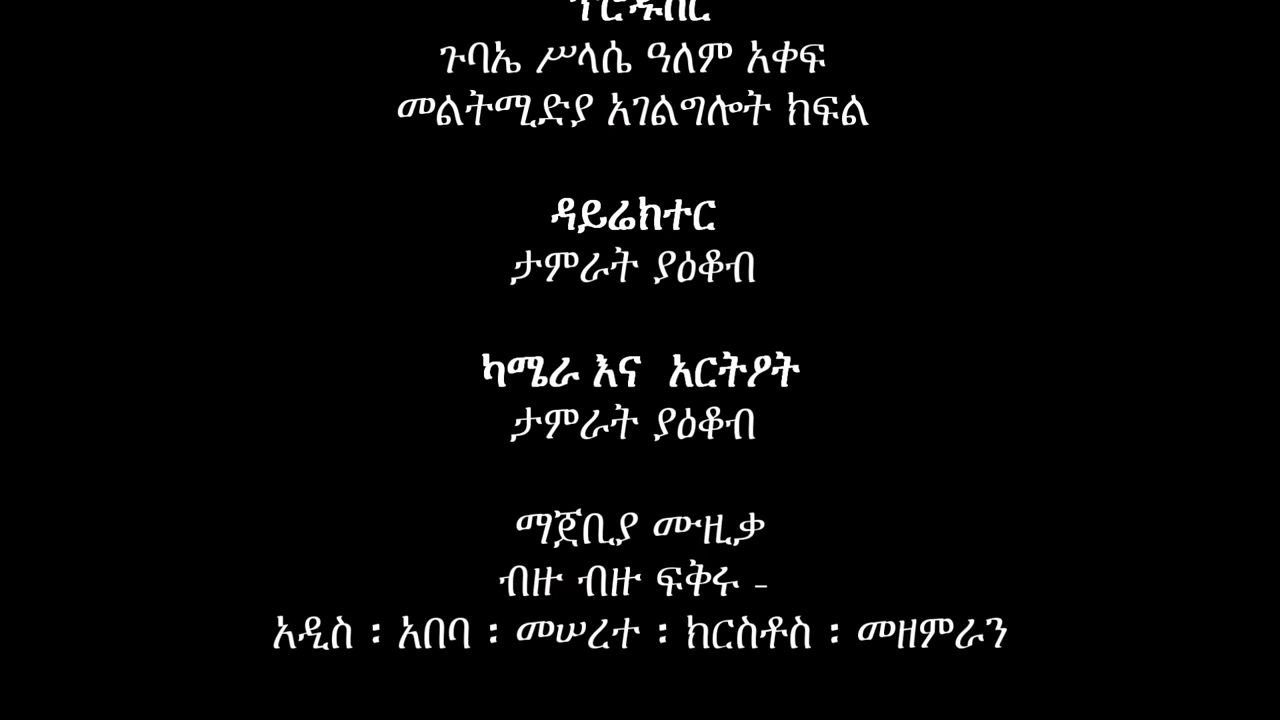 ጉባኤ ሥላሴ ዓለም አቀፍ
መልትሚድያ አገልግሎት ክፍል
ዳይሬክተር
ታምራት ያዕቆብ
ካሜራ እና አርትዖት
ታምራት ያዕቆብ
ማጀቢያ ሙዚቃ
ብዙ ብዙ ፍቅሩ -
አዲስ ፡ አበባ ፡ መሠረተ ፡ ክርስቶስ ፡ መዘምራን